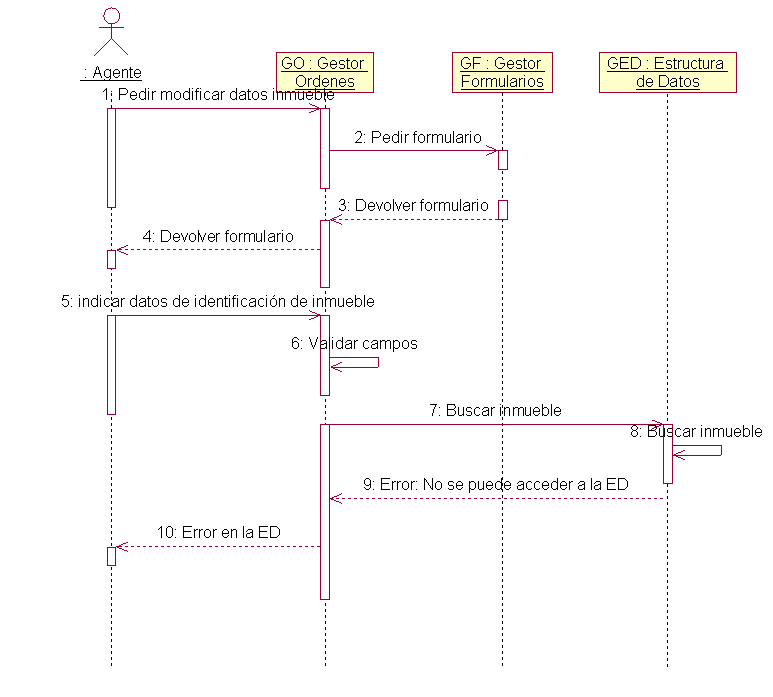 : Agente
GO : Gestor
Ordenes
GF : Gestor
Formularios
GED : Estructura
de Datos
1: Pedir modificar datos inmueble
2: Pedir formulario
3: Devolver formulario
4: Devolver formulario
5: indicar datos de identificación de inmueble
6: Validar campos
7: Buscar inmueble
8: Buscar inmueble
9: Error: No se puede acceder a la ED
10: Error en la ED